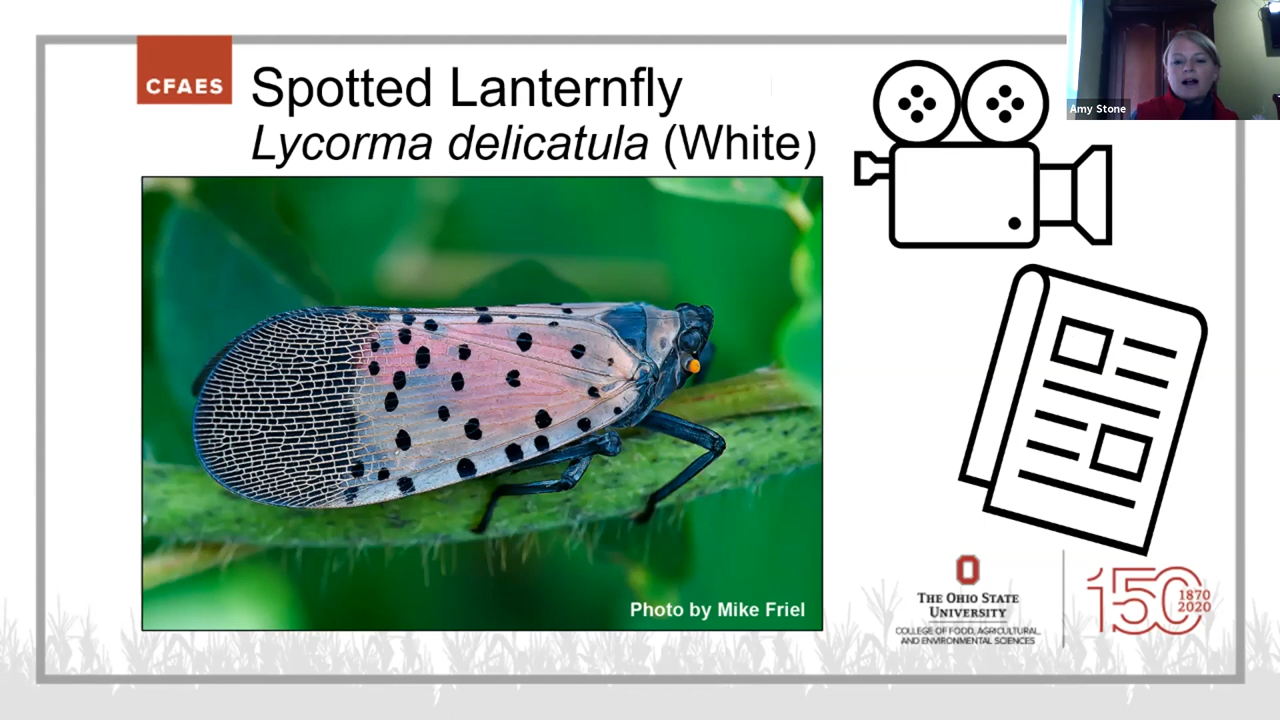 CFAES
Spotted Lanternfly
Lycorma delicatula (White)
Amy Stone
Photo by Mike Friel
O
THE OHIO STATE
UNIVERSITY
COLLEGE OF FOOD, AGRICULTURAL,
AND ENVIRONMENTAL SCIENCES
150
1870
2020